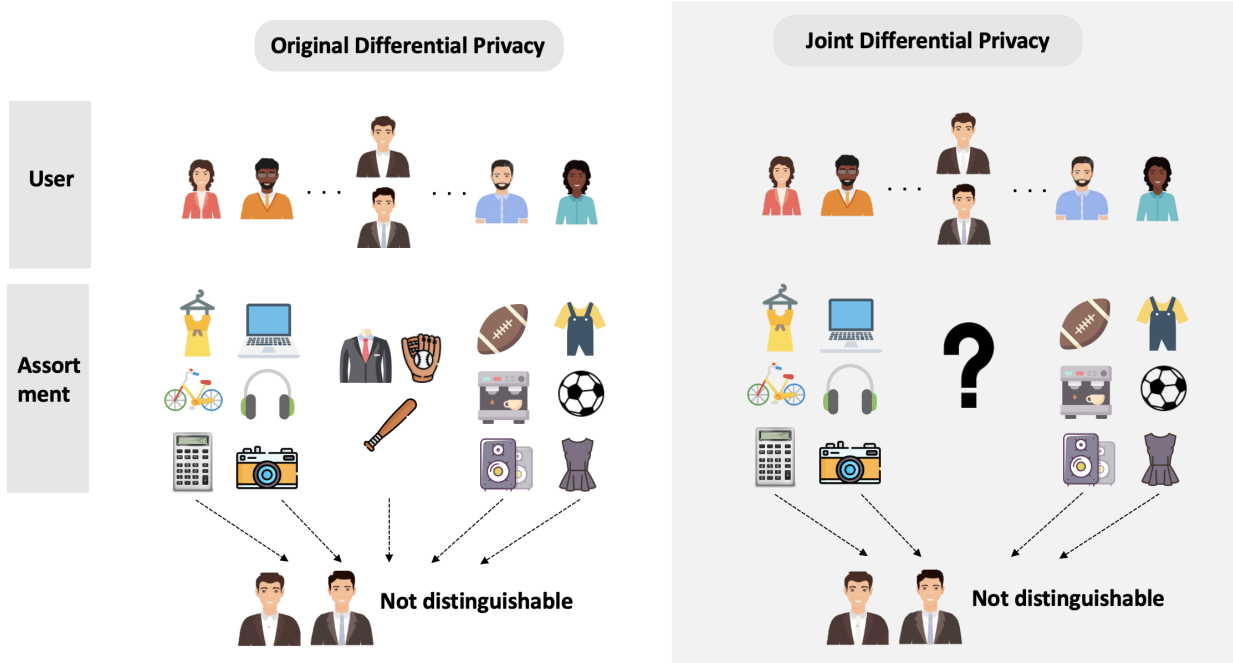 Original Differential Privacy
Joint Differential Privacy
User
. . .
. . .
. . .
. . .
Assort
ment
?
Not distinguishable
Not distinguishable